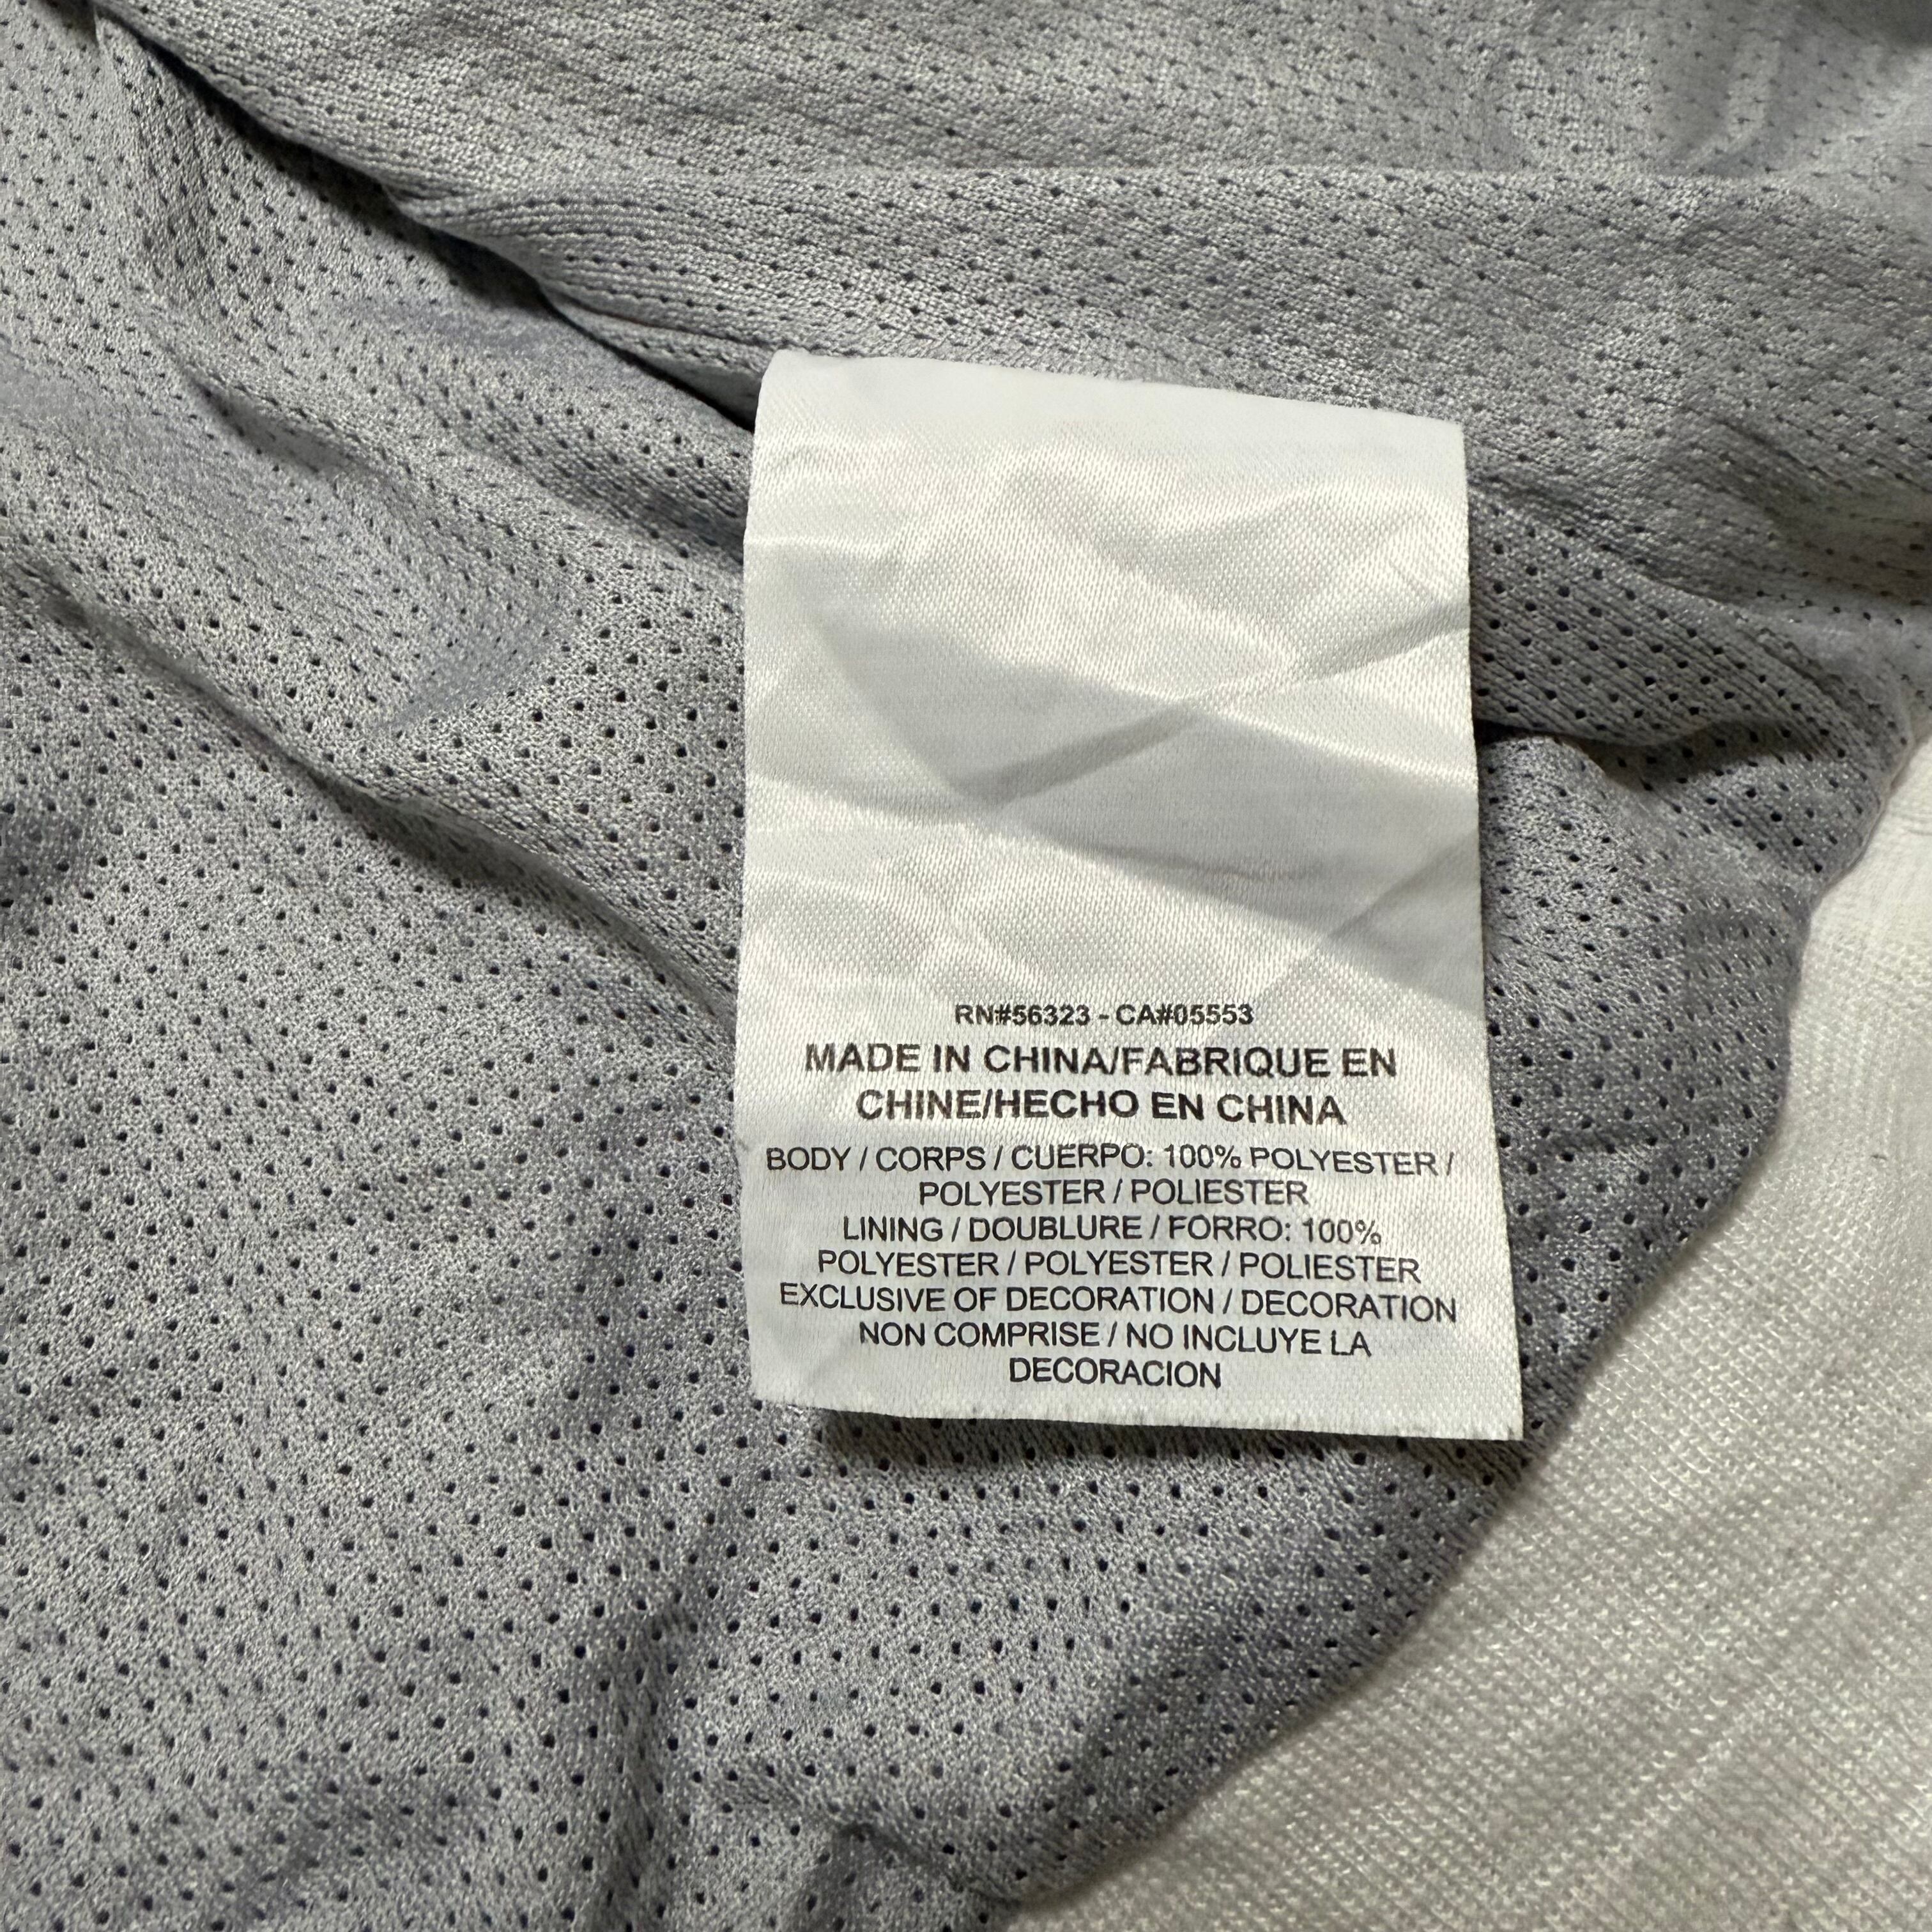 RN#56323 - CA#05553
MADE IN CHINA/FABRIQUE EN
CHINE/HECHO EN CHINA
BODY / CORPS / CUERPO: 100% POLYESTER /
POLYESTER / POLIESTER
LINING / DOUBLURE / FORRO: 100%
POLYESTER / POLYESTER / POLIESTER
EXCLUSIVE OF DECORATION / DECORATION
NON COMPRISE / NO INCLUYE LA
DECORACION